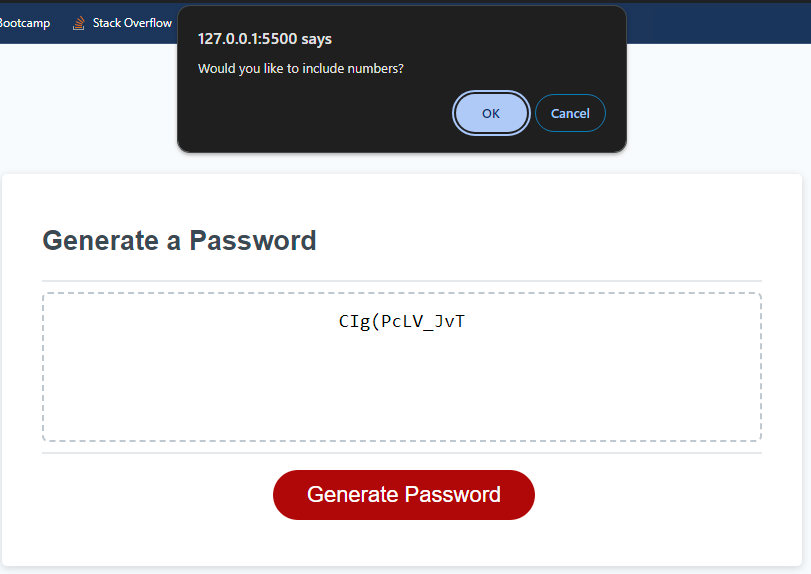 Bootcamp
Stack Overflow
127.0.0.1:5500 says
Would you like to include numbers?
OK
Cancel
Generate a Password
CIg(PcLV_JvT
Generate Password